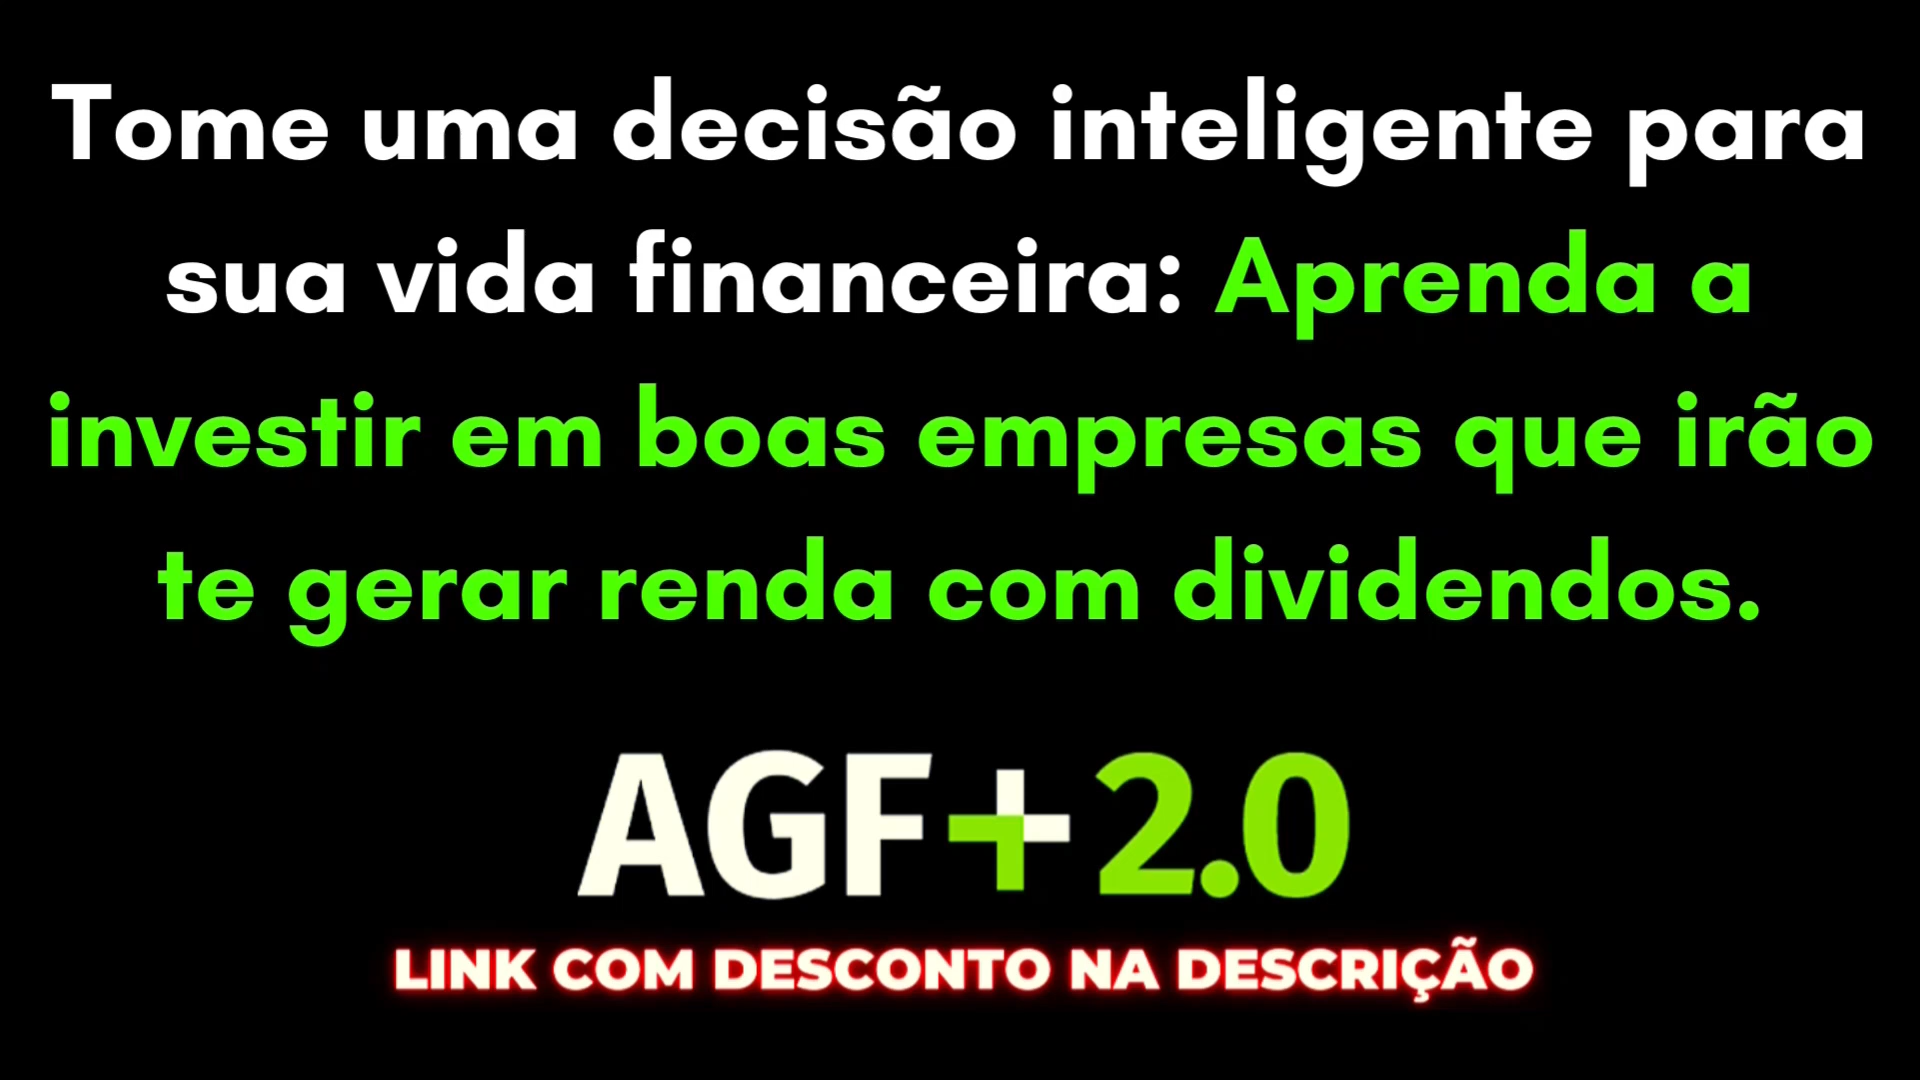 Tome uma decisão inteligente para
sua vida financeira: Aprenda a
investir em boas empresas que irão
te gerar renda com dividendos.
AGF+2.0
LINK COM DESCONTO NA DESCRIÇÃO